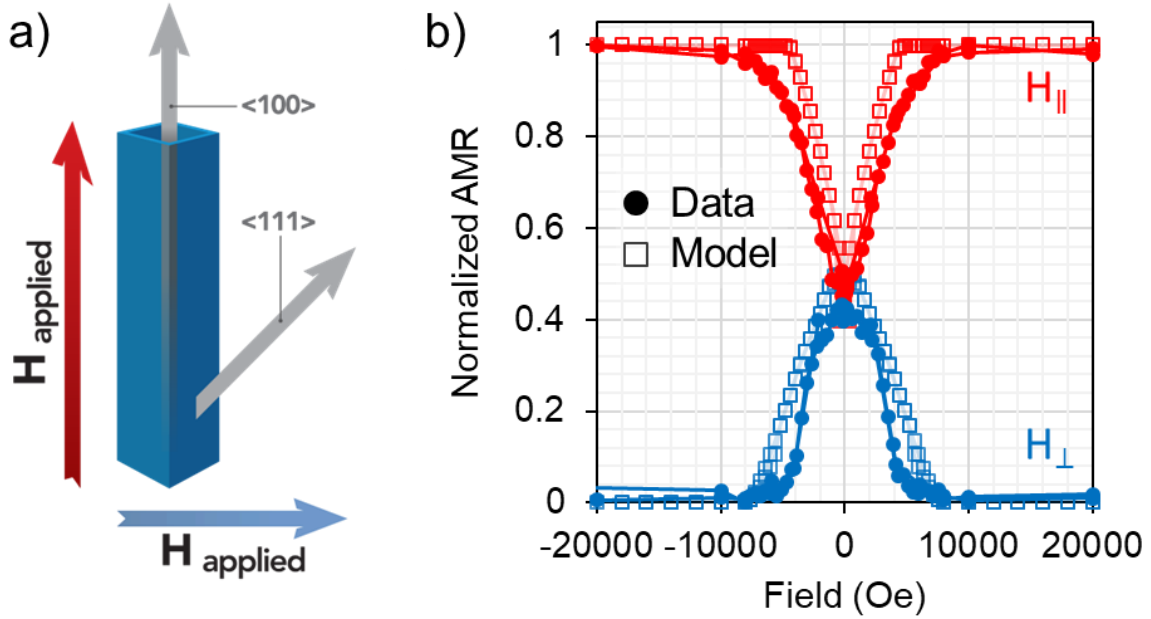 a)
<100>
<111>
H applied
H applied
b)
Normalized AMR
1
0.8
0.6
0.4
0.2
0
H∥
Data
Model
H⊥
-20000 -10000 0 10000 20000
Field (Oe)